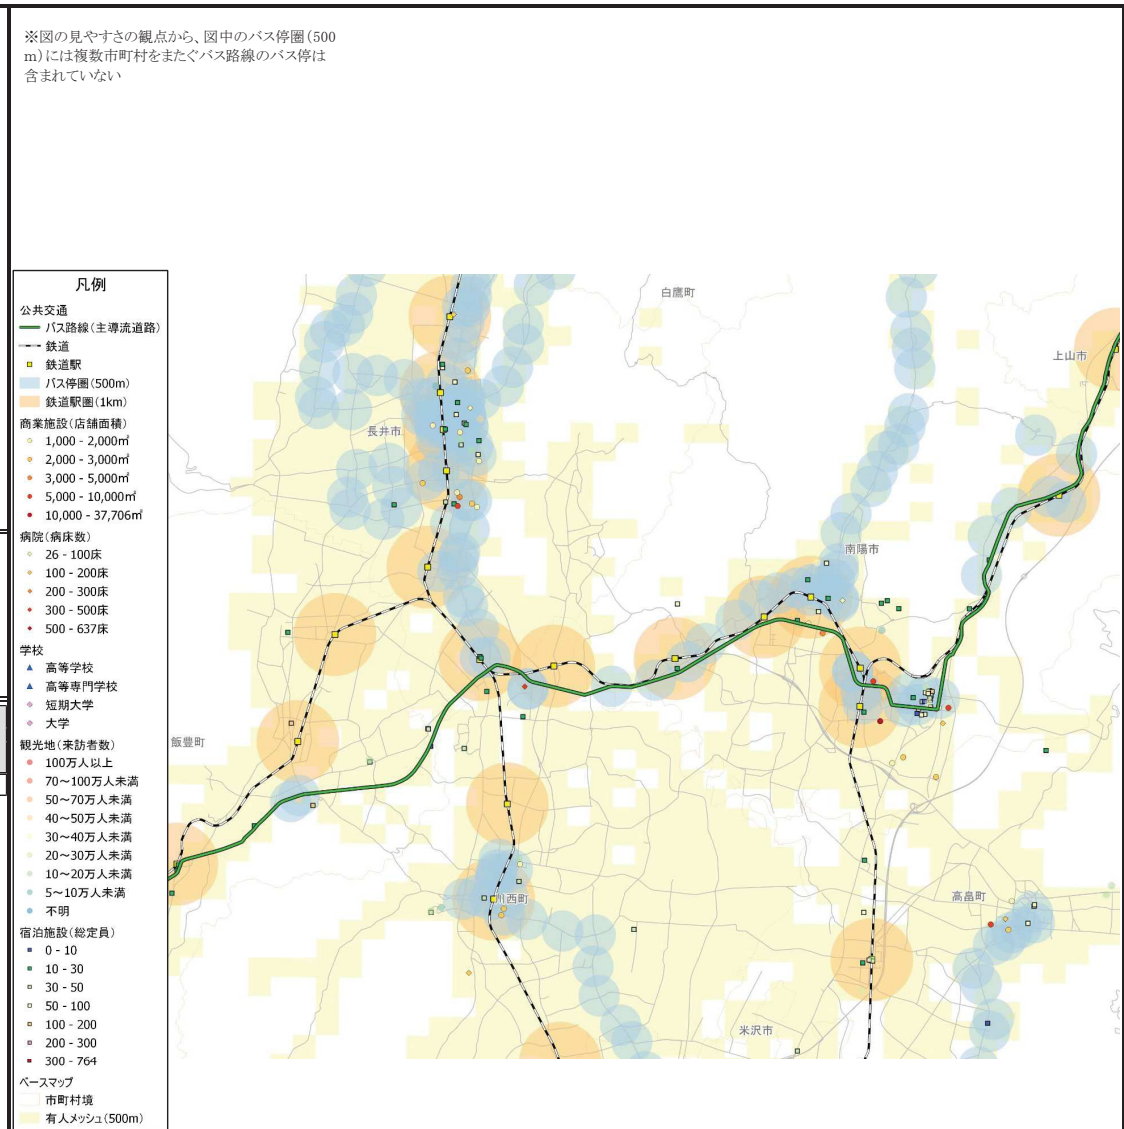 ※図の見やすさの観点から、図中のバス停圏(500
m)には複数市町村をまたぐバス路線のバス停は
含まれていない
凡例
公共交通
バス路線(主導流道路)
鉄道
鉄道駅
バス停圏(500m)
鉄道駅圏(1km)
商業施設(店舗面積)
1,000 - 2,000㎡
2,000 - 3,000㎡
3,000 - 5,000㎡
5,000 - 10,000㎡
10,000 - 37,706㎡
病院(病床数)
26 - 100床
100 - 200床
200 - 300床
300 - 500床
500 - 637床
学校
高等学校
高等専門学校
短期大学
大学
観光地(来訪者数)
100万人以上
70～100万人未満
50～70万人未満
40～50万人未満
30～40万人未満
20～30万人未満
10～20万人未満
5～10万人未満
不明
宿泊施設(総定員)
0 - 10
10 - 30
30 - 50
50 - 100
100 - 200
200 - 300
300 - 764
ベースマップ
市町村境
有人メッシュ(500m)
白鷹町
上山市
長井市
南陽市
飯豊町
川西町
高畠町
米沢市